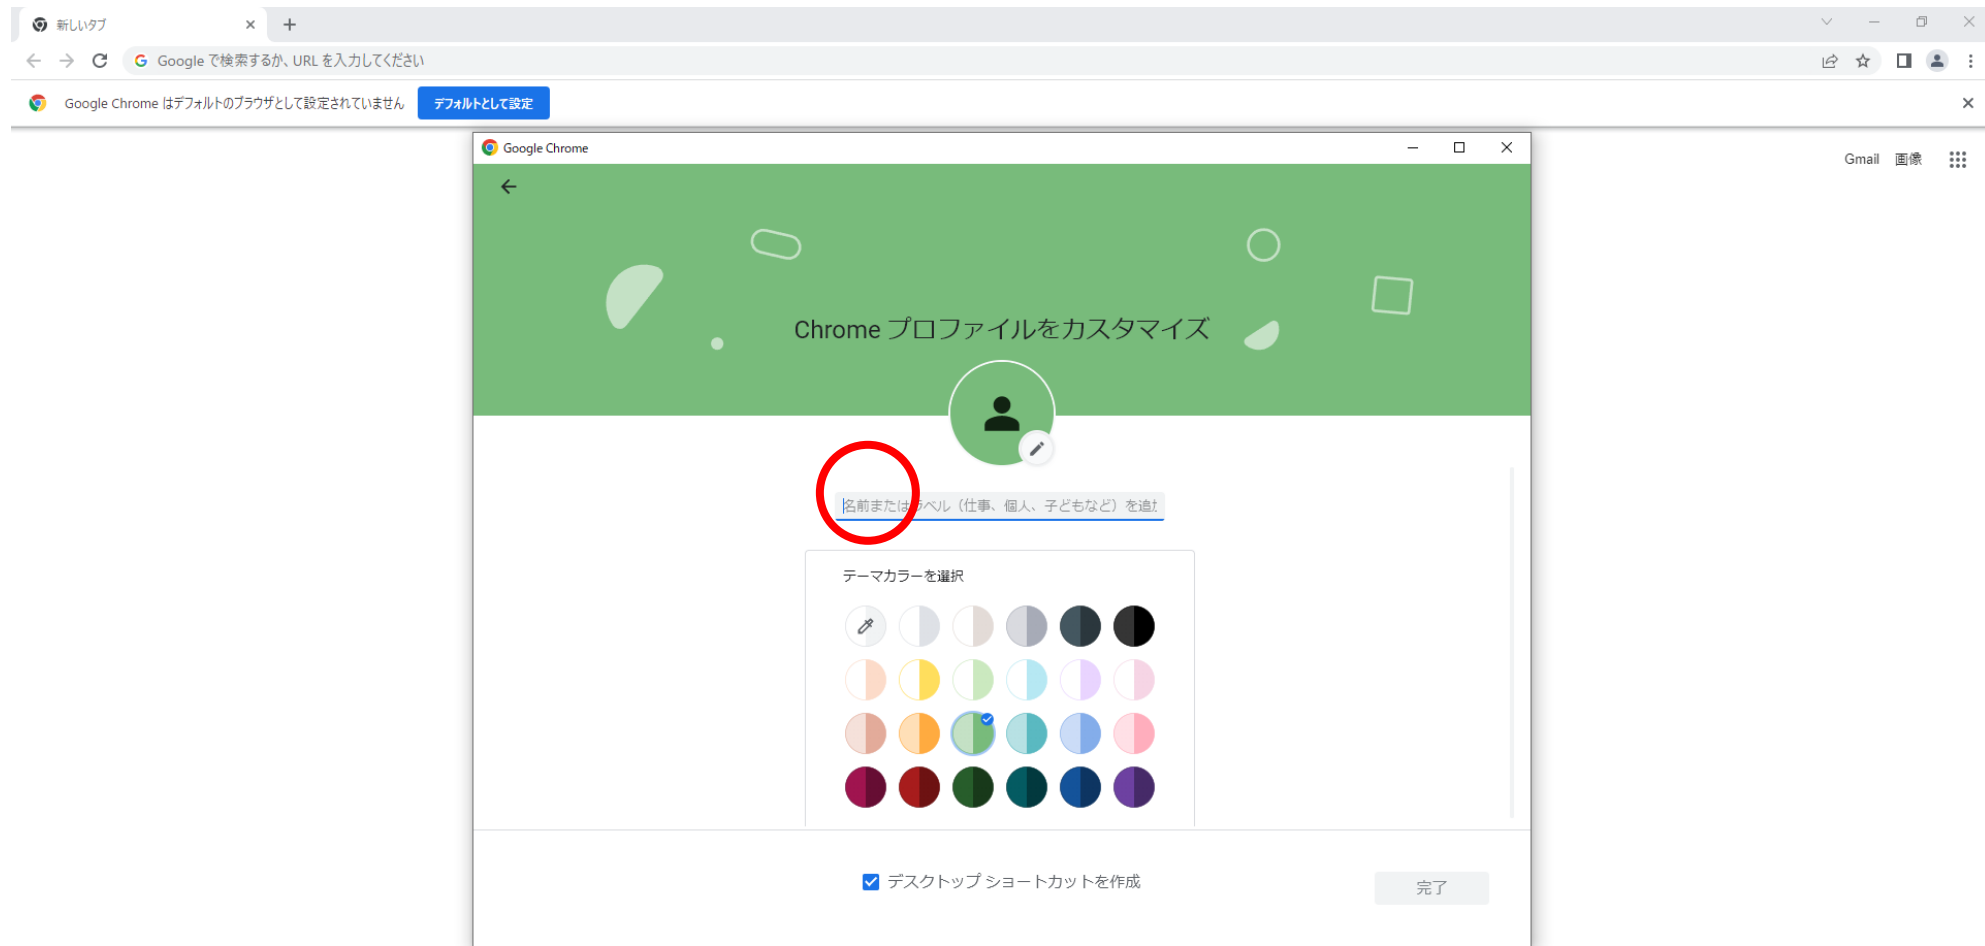 新しいタブ
Google で検索するか、URL を入力してください
Google Chrome はデフォルトのブラウザとして設定されていません
デフォルトとして設定
Google Chrome
Gmail 画像
Chrome プロファイルをカスタマイズ
名前またはラベル（仕事、個人、子どもなど）を追加
テーマカラーを選択
デスクトップ ショートカットを作成
完了